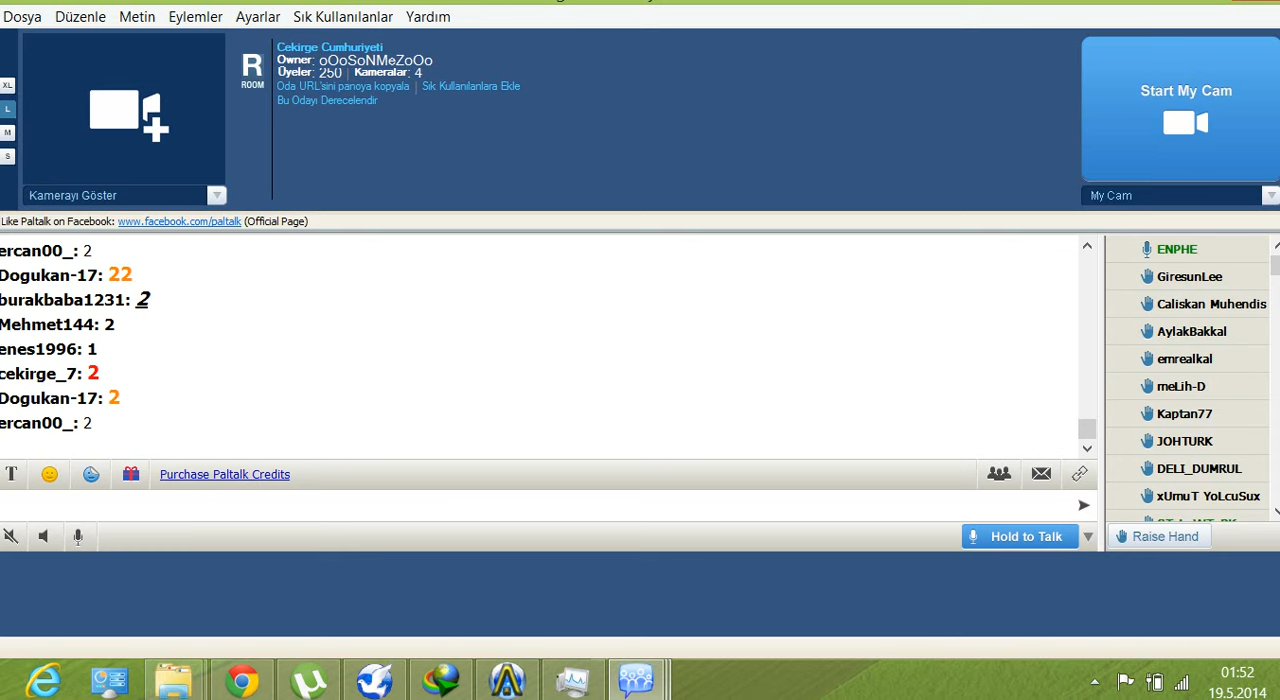 Dosya Düzenle Metin Eylemler Ayarlar Sık Kullanılanlar Yardım
XL
L
M
S
Kamerayı Göster
R
ROOM
Cekirge Cumhuriyeti
Owner: oOoSoNMeZoOo
Üyeler: 250 | Kameralar: 4
Oda URL'sini panoya kopyala | Sık Kullanılanlara Ekle
Bu Odayı Derecelendir
Start My Cam
My Cam
Like Paltalk on Facebook: www.facebook.com/paltalk (Official Page)
ercan00_: 2
Dogukan-17: 22
burakbaba1231: 2
Mehmet144: 2
enes1996: 1
cekirge_7: 2
Dogukan-17: 2
ercan00_: 2
ENPHE
GiresunLee
Caliskan Muhendis
AylakBakkal
emrealkal
meLih-D
Kaptan77
JOHTURK
DELI_DUMRUL
xUmuT YoLcuSux
T
Purchase Paltalk Credits
Hold to Talk
Raise Hand
01:52
19.5.2014